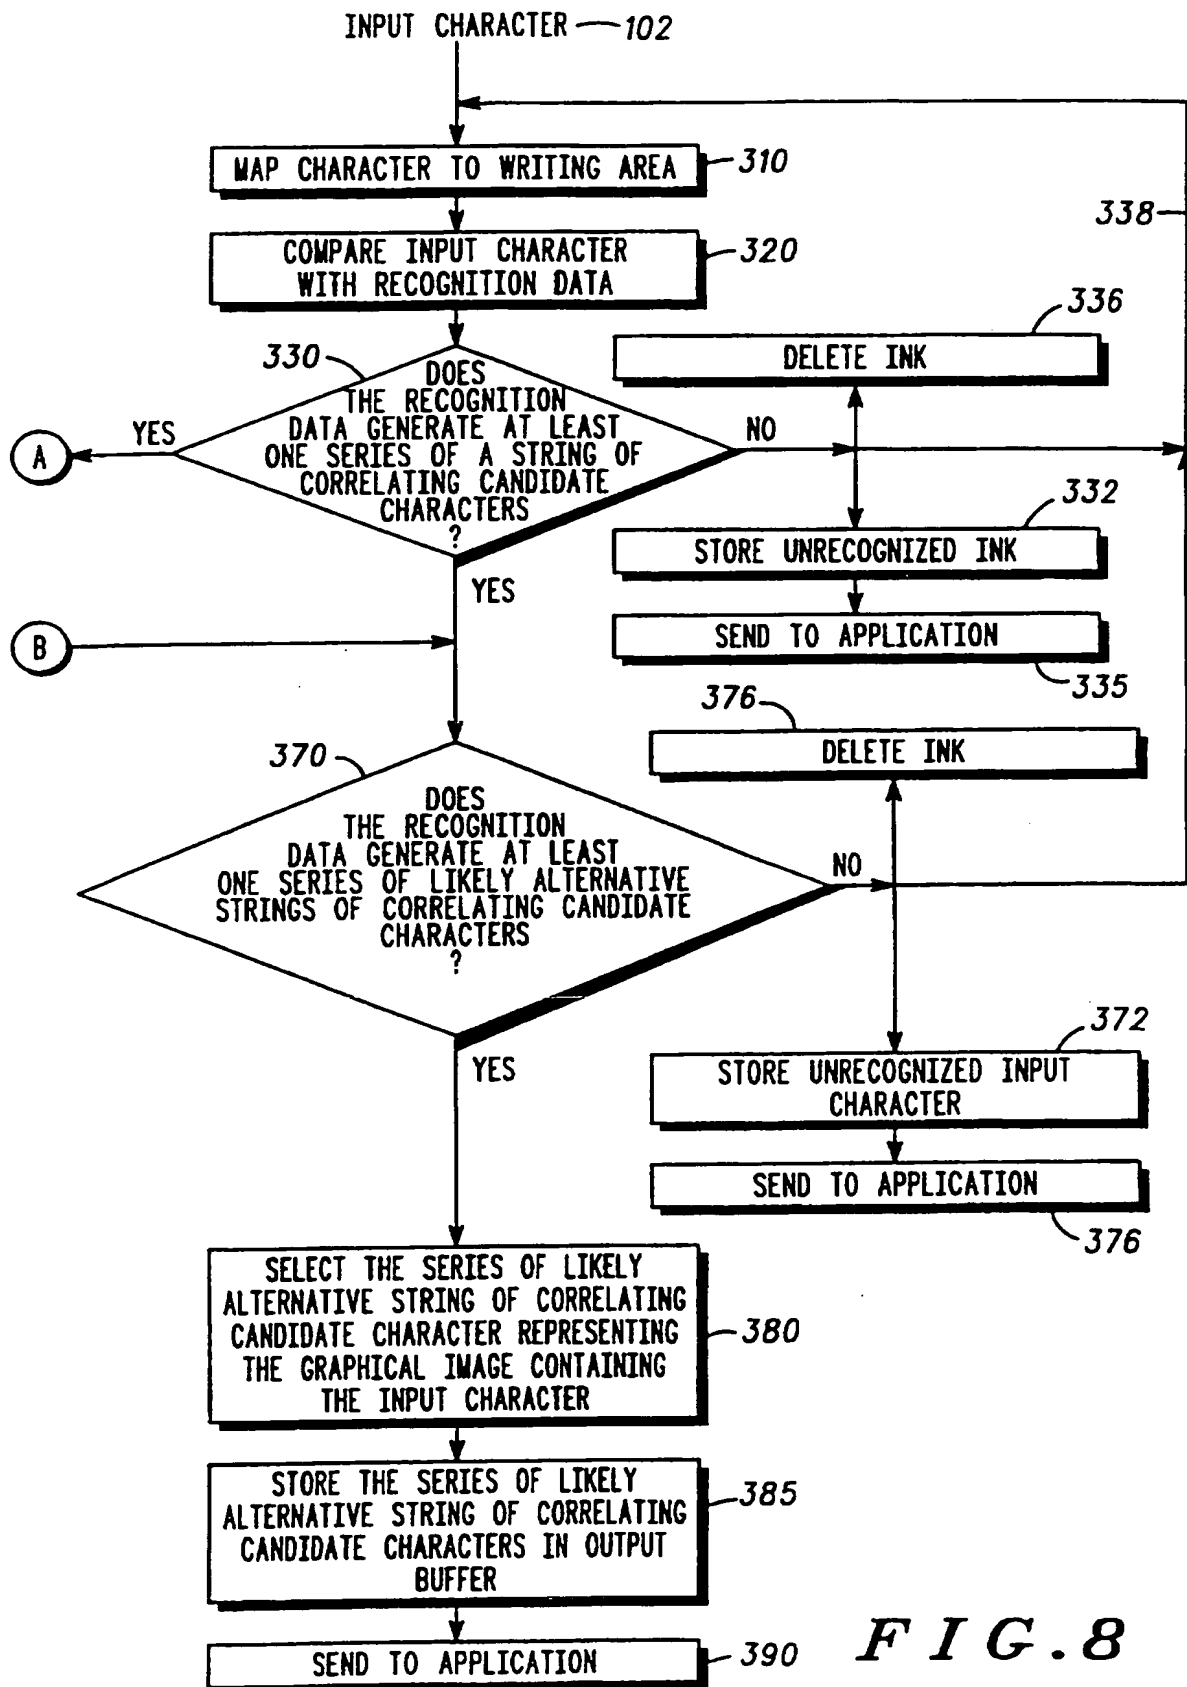 INPUT CHARACTER 102
MAP CHARACTER TO WRITING AREA 310
338
COMPARE INPUT CHARACTER
WITH RECOGNITION DATA
320
336
DELETE INK
330
DOES
THE RECOGNITION
DATA GENERATE AT LEAST
ONE SERIES OF A STRING OF
CORRELATING CANDIDATE
CHARACTERS
?
YES
A
NO
332
STORE UNRECOGNIZED INK
YES
SEND TO APPLICATION
335
B
376
DELETE INK
370
DOES
THE RECOGNITION
DATA GENERATE AT LEAST
ONE SERIES OF LIKELY ALTERNATIVE
STRINGS OF CORRELATING CANDIDATE
CHARACTERS
?
NO
372
STORE UNRECOGNIZED INPUT
CHARACTER
YES
SEND TO APPLICATION
376
SELECT THE SERIES OF LIKELY
ALTERNATIVE STRING OF CORRELATING
CANDIDATE CHARACTER REPRESENTING
THE GRAPHICAL IMAGE CONTAINING
THE INPUT CHARACTER
380
STORE THE SERIES OF LIKELY
ALTERNATIVE STRING OF CORRELATING
CANDIDATE CHARACTERS IN OUTPUT
BUFFER
385
SEND TO APPLICATION 390
FIG.8